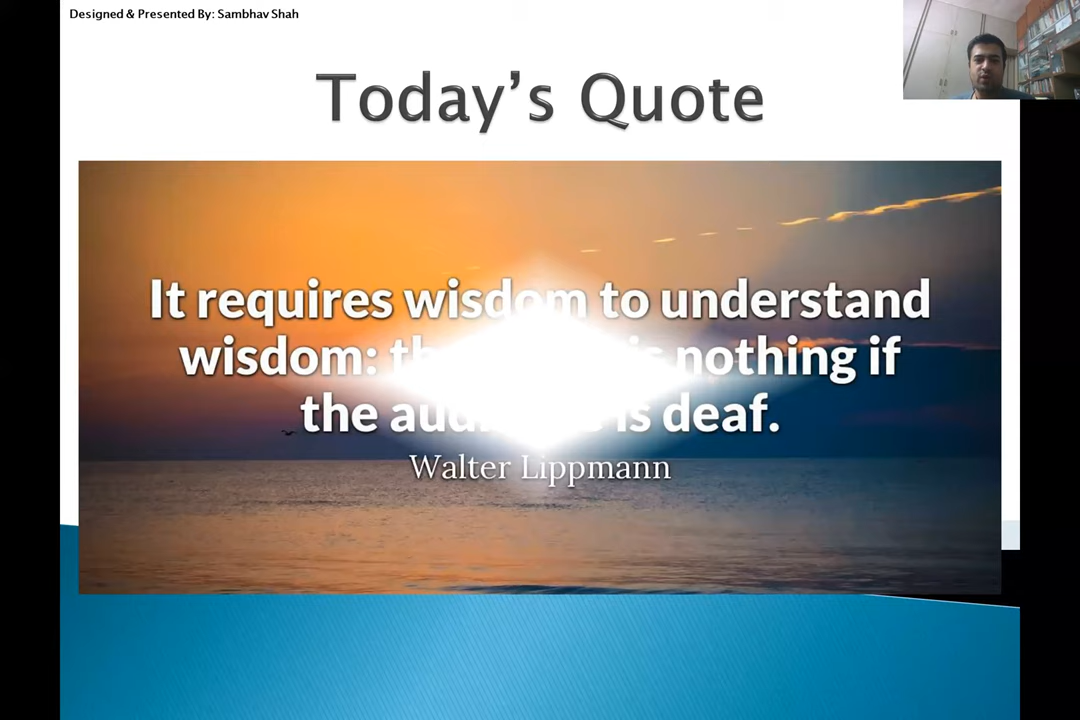 Designed & Presented By: Sambhav Shah
Today's Quote
It requires wisdom to understand
wisdom: is nothing if
the is deaf.
Walter Lippmann